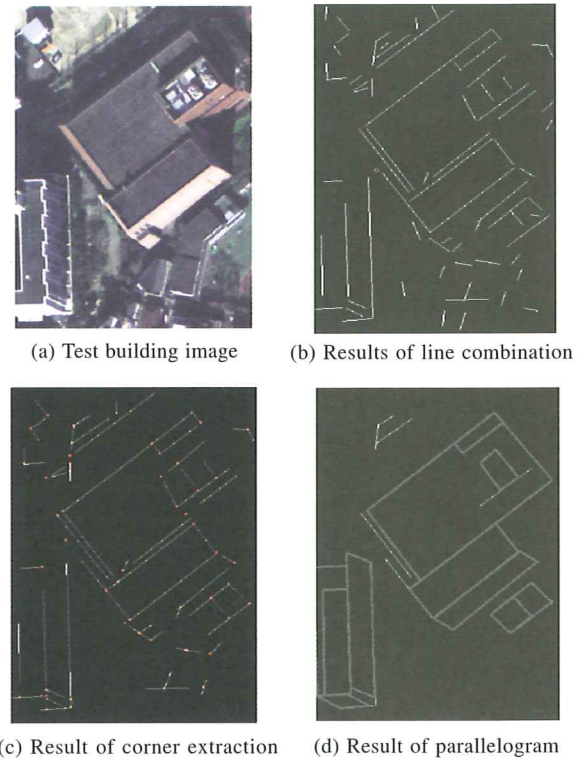 (a) Test building image
(b) Results of line combination
(c) Result of corner extraction
(d) Result of parallelogram